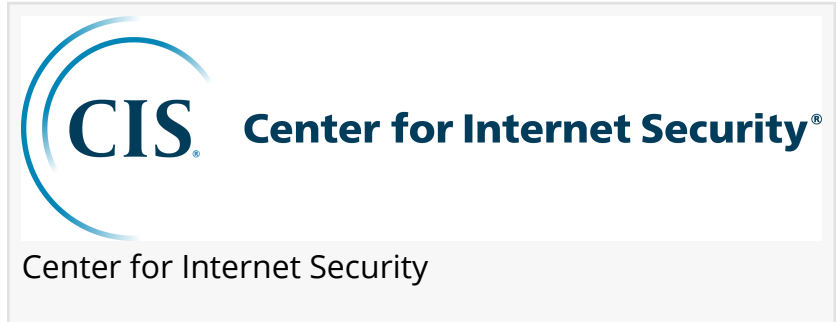 CIS® Center for Internet Security®
Center for Internet Security